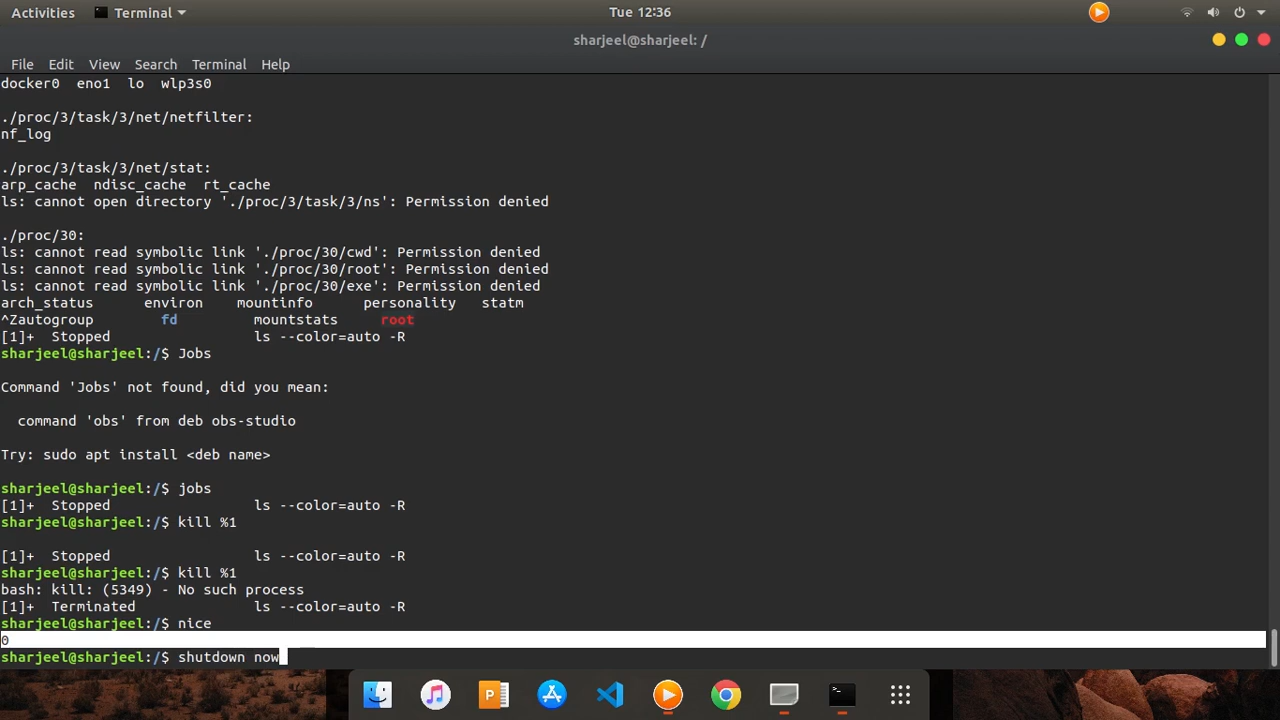 Activities Terminal Tue 12:36
sharjeel@sharjeel: /
File Edit View Search Terminal Help
docker0  eno1  lo  wlp3s0
./proc/3/task/3/net/netfilter:
nf_log
./proc/3/task/3/net/stat:
arp_cache  ndisc_cache  rt_cache
ls: cannot open directory './proc/3/task/3/ns': Permission denied
./proc/30:
ls: cannot read symbolic link './proc/30/cwd': Permission denied
ls: cannot read symbolic link './proc/30/root': Permission denied
ls: cannot read symbolic link './proc/30/exe': Permission denied
arch_status      environ    mountinfo      personality   statm
^Zautogroup        fd         mountstats     root
[1]+  Stopped                 ls --color=auto -R
sharjeel@sharjeel:/$ Jobs
Command 'Jobs' not found, did you mean:
  command 'obs' from deb obs-studio
Try: sudo apt install <deb name>
sharjeel@sharjeel:/$ jobs
[1]+  Stopped                 ls --color=auto -R
sharjeel@sharjeel:/$ kill %1
[1]+  Stopped                 ls --color=auto -R
sharjeel@sharjeel:/$ kill %1
bash: kill: (5349) - No such process
[1]+  Terminated              ls --color=auto -R
sharjeel@sharjeel:/$ nice
0
sharjeel@sharjeel:/$ shutdown now